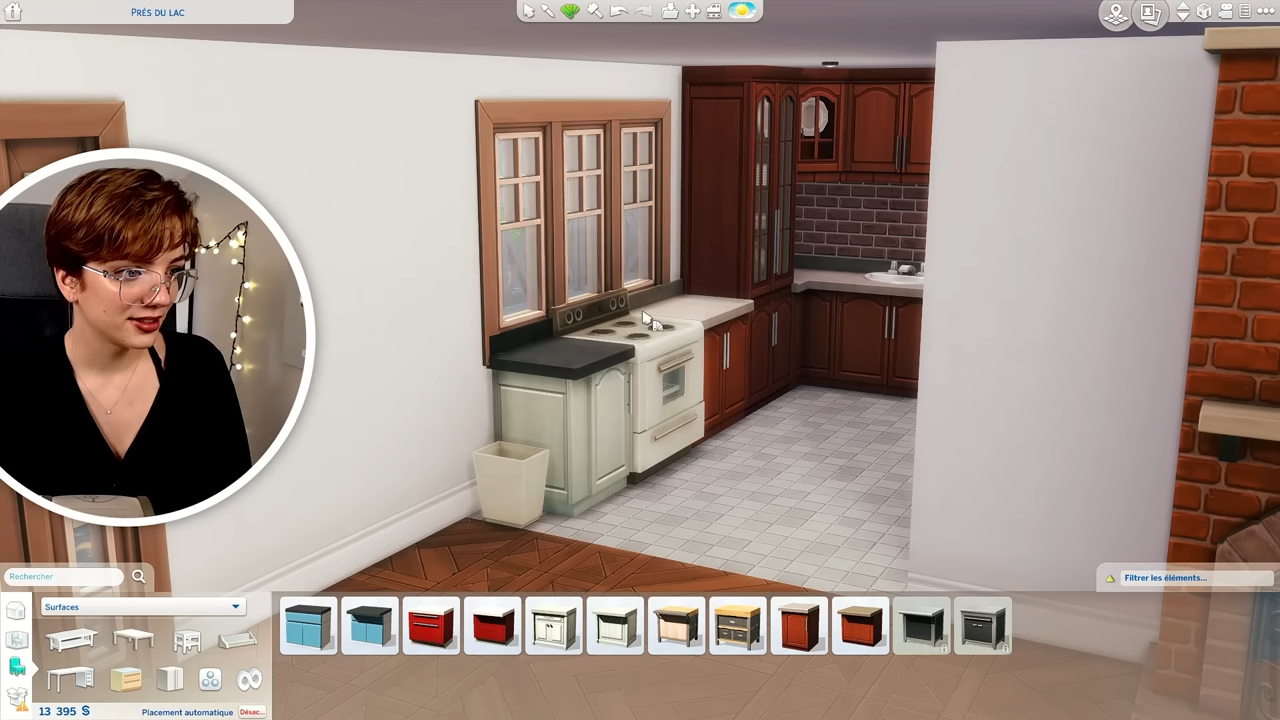 PRÈS DU LAC
Rechercher
Filtrer les éléments...
Surfaces
13 395 $
Placement automatique
Désac...